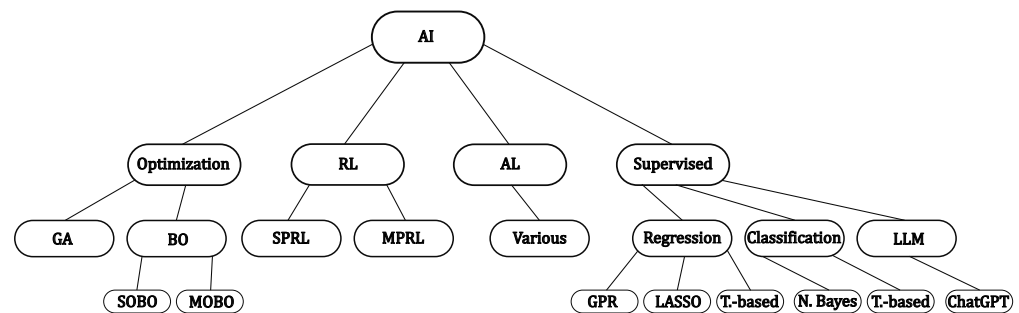 AI
Optimization
RL
AL
Supervised
GA
BO
SPRL
MPRL
Various
Regression
Classification
LLM
SOBO
MOBO
GPR
LASSO
T.-based
N. Bayes
T.-based
ChatGPT